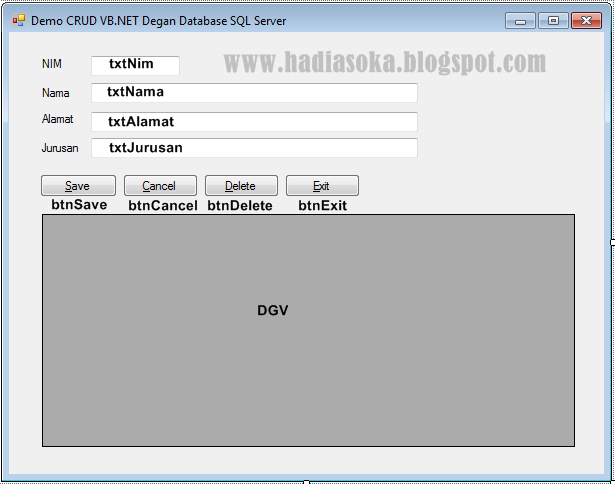 Demo CRUD VB.NET Degan Database SQL Server
NIM txtNim www.hadiasoka.blogspot.com
Nama txtNama
Alamat txtAlamat
Jurusan txtJurusan
Save Cancel Delete Exit
btnSave btnCancel btnDelete btnExit
DGV